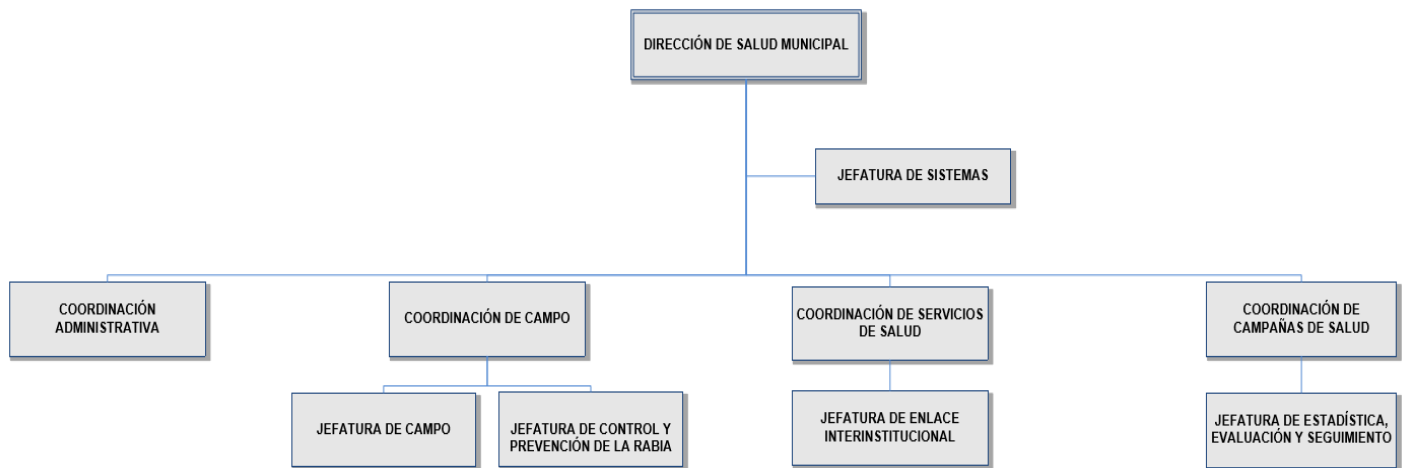 DIRECCIÓN DE SALUD MUNICIPAL
JEFATURA DE SISTEMAS
COORDINACIÓN
ADMINISTRATIVA
COORDINACIÓN DE CAMPO
COORDINACIÓN DE SERVICIOS
DE SALUD
COORDINACIÓN DE
CAMPAÑAS DE SALUD
JEFATURA DE CAMPO
JEFATURA DE CONTROL Y
PREVENCIÓN DE LA RABIA
JEFATURA DE ENLACE
INTERINSTITUCIONAL
JEFATURA DE ESTADÍSTICA,
EVALUACIÓN Y SEGUIMIENTO